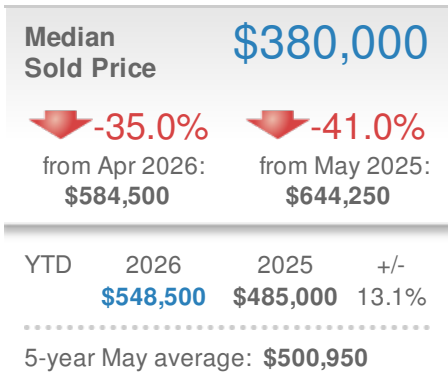 Median
Sold Price
$380,000
-35.0%
from Apr 2026:
$584,500
-41.0%
from May 2025:
$644,250
YTD 2026 2025 +/-
$548,500 $485,000 13.1%
5-year May average: $500,950